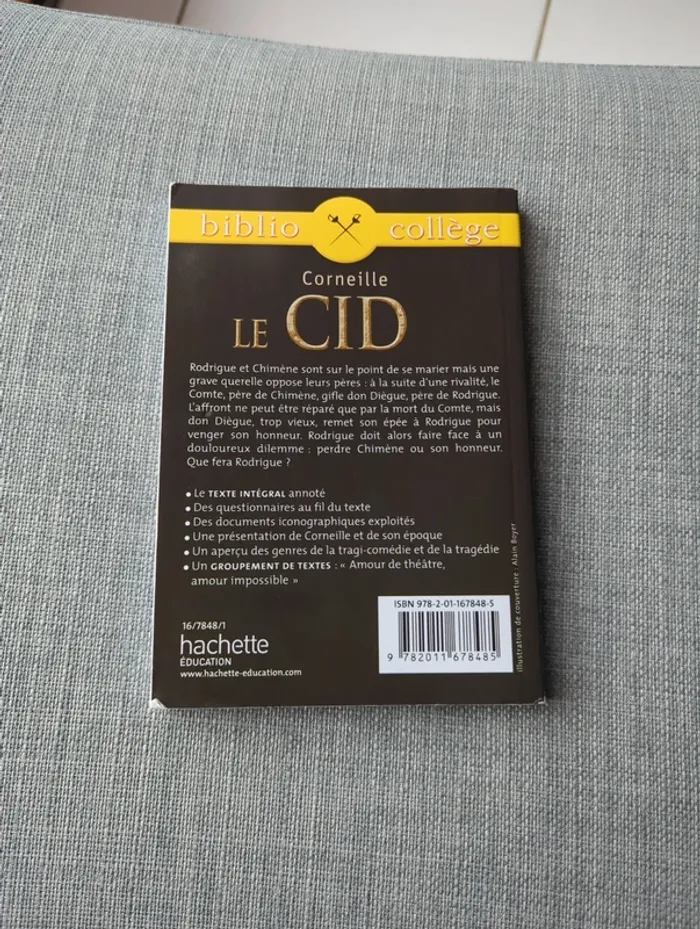 biblio collège
Corneille
LE CID
Rodrigue et Chimène sont sur le point de se marier mais une
grave querelle oppose leurs pères : à la suite d'une rivalité, le
Comte, père de Chimène, gifle don Diègue, père de Rodrigue.
L'affront ne peut être réparé que par la mort du Comte, mais
don Diègue, trop vieux, remet son épée à Rodrigue pour
venger son honneur. Rodrigue doit alors faire face à un
douloureux dilemme : perdre Chimène ou son honneur.
Que fera Rodrigue ?
• Le TEXTE INTÉGRAL annoté
• Des questionnaires au fil du texte
• Des documents iconographiques exploités
• Une présentation de Corneille et de son époque
• Un aperçu des genres de la tragi-comédie et de la tragédie
• Un GROUPEMENT DE TEXTES : « Amour de théâtre,
amour impossible »
illustration de couverture : Alain Boyer
16/7848/1
hachette
ÉDUCATION
www.hachette-education.com
ISBN 978-2-01-167848-5
9 782011 678485